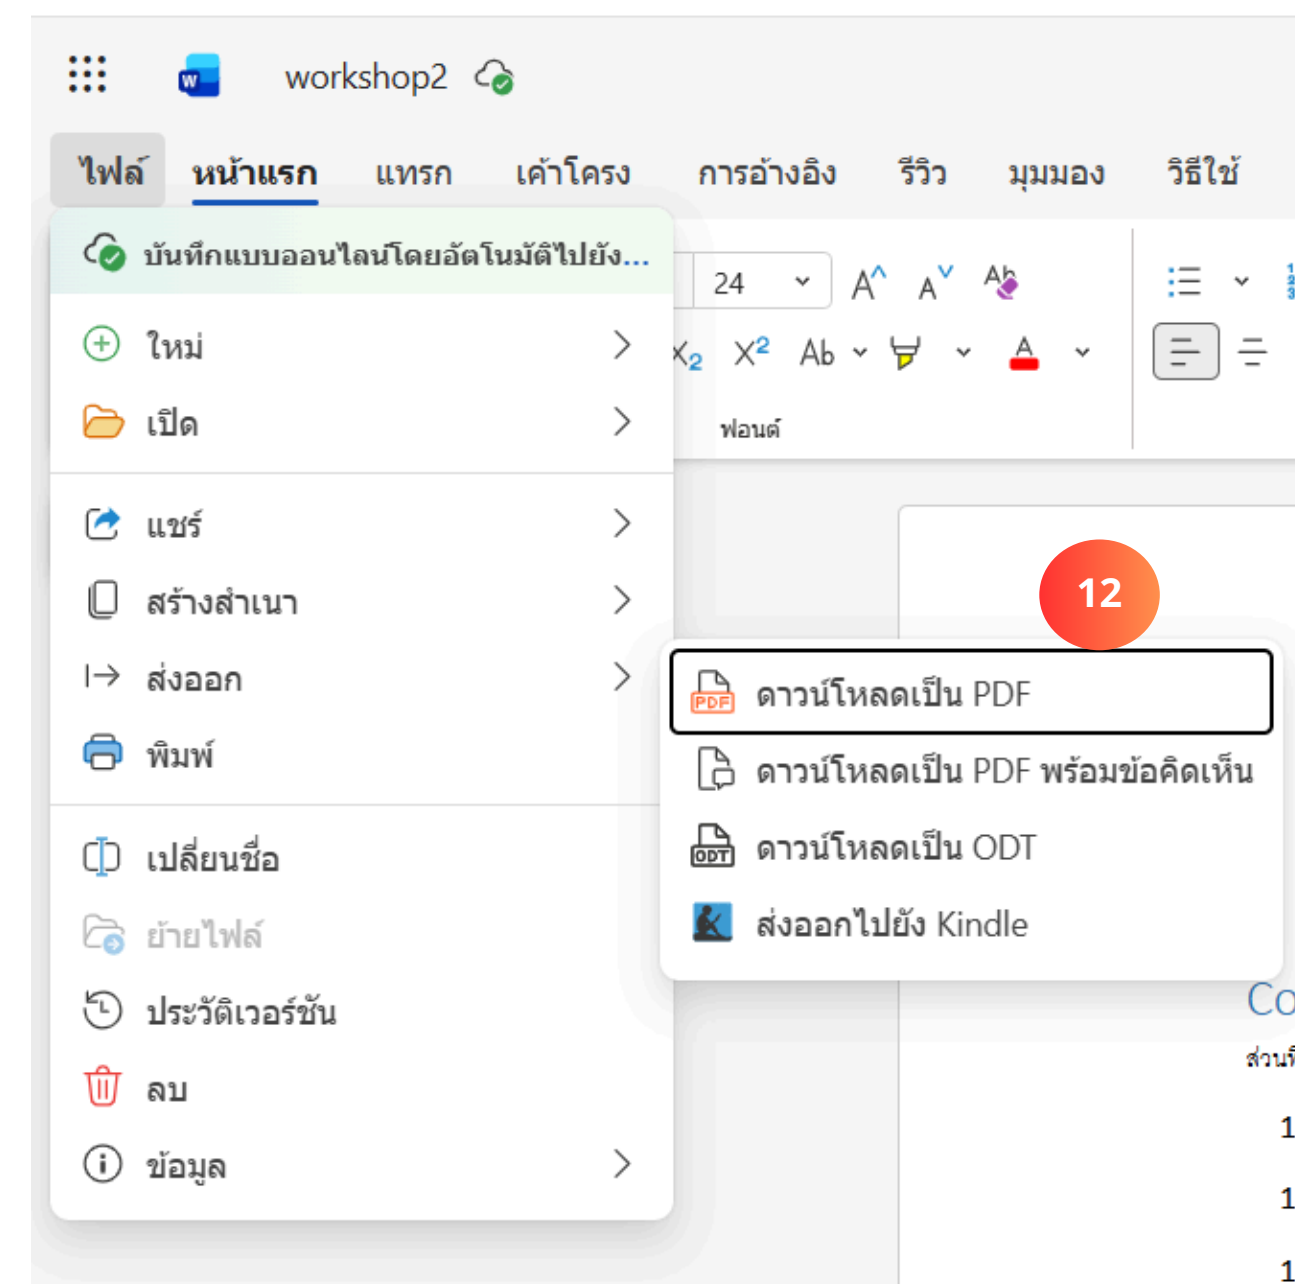 workshop2
ไฟล์ หน้าแรก แทรก เค้าโครง การอ้างอิง รีวิว มุมมอง วิธีใช้
บันทึกแบบออนไลน์โดยอัตโนมัติไปยัง...
24
ใหม่
เปิด
ฟอนต์
แชร์
สร้างสำเนา
ส่งออก
พิมพ์
12
ดาวน์โหลดเป็น PDF
ดาวน์โหลดเป็น PDF พร้อมข้อคิดเห็น
ดาวน์โหลดเป็น ODT
ส่งออกไปยัง Kindle
เปลี่ยนชื่อ
ย้ายไฟล์
ประวัติเวอร์ชัน
ลบ
ข้อมูล
Co
1
1
1